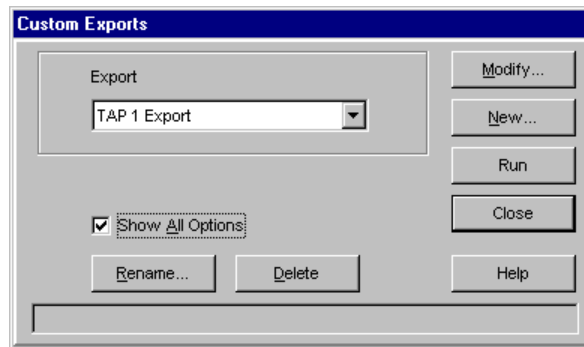 Custom Exports
Export
TAP 1 Export
Modify...
New...
Run
Close
Show All Options
Rename...
Delete
Help